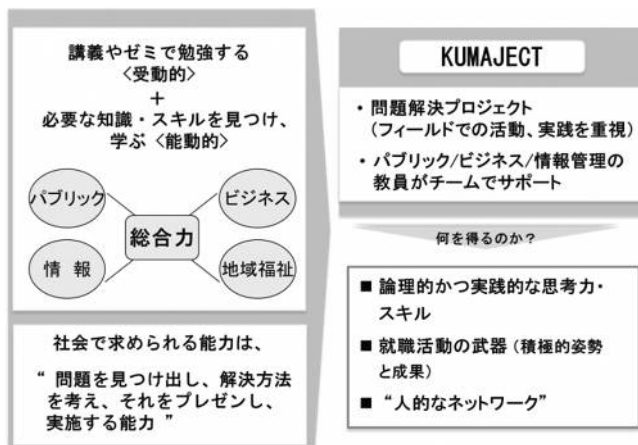 講義やゼミで勉強する
<受動的>
+
必要な知識・スキルを見つけ、
学ぶ <能動的>
パブリック
ビジネス
総合力
情 報
地域福祉
社会で求められる能力は、
“ 問題を見つけ出し、解決方法
を考え、それをプレゼンし、
実施する能力 ”
KUMAJECT
・問題解決プロジェクト
(フィールドでの活動、実践を重視)
・パブリック/ビジネス/情報管理の
教員がチームでサポート
何を得るのか?
■ 論理的かつ実践的な思考力・
スキル
■ 就職活動の武器 (積極的姿勢
と成果)
■ “人的なネットワーク”